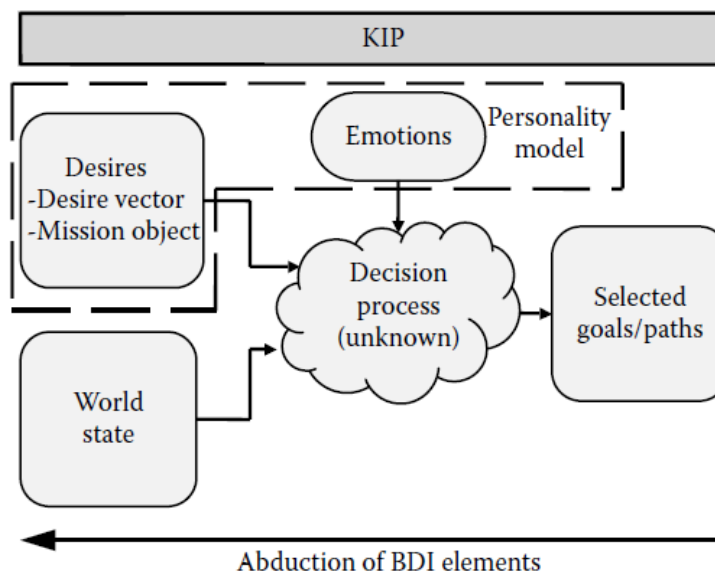 KIP
Emotions
Personality
model
Desires
-Desire vector
-Mission object
Decision
process
(unknown)
Selected
goals/paths
World
state
Abduction of BDI elements